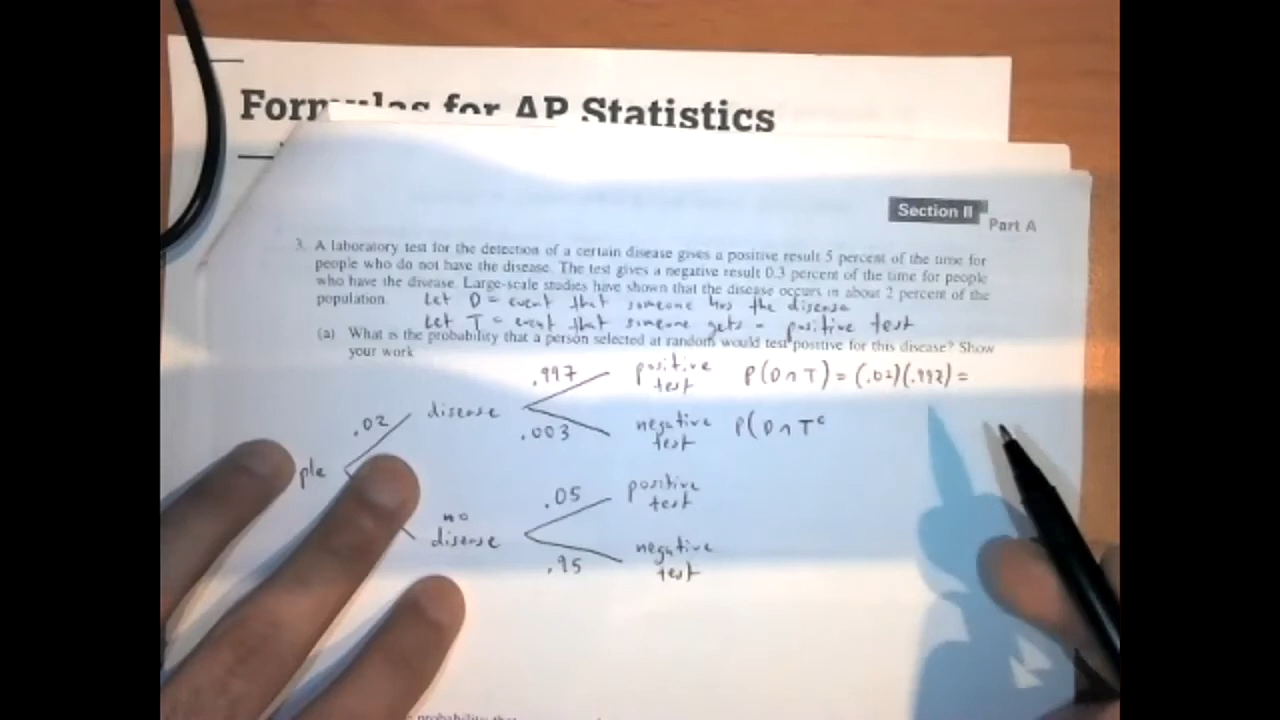 Formulas for AP Statistics
Section II
Part A
3. A laboratory test for the detection of a certain disease gives a positive result 5 percent of the time for
people who do not have the disease. The test gives a negative result 0.3 percent of the time for people
who have the disease. Large-scale studies have shown that the disease occurs in about 2 percent of the
population.
Let D = event that someone has the disease
Let T = event that someone gets a positive test
(a) What is the probability that a person selected at random would test positive for this disease? Show
your work
.997 positive test P(D∩T) = (.02)(.997) =
.02 disease
.003 negative test P(D∩Tᶜ
ple
.05 positive test
no disease
.95 negative test
probability that